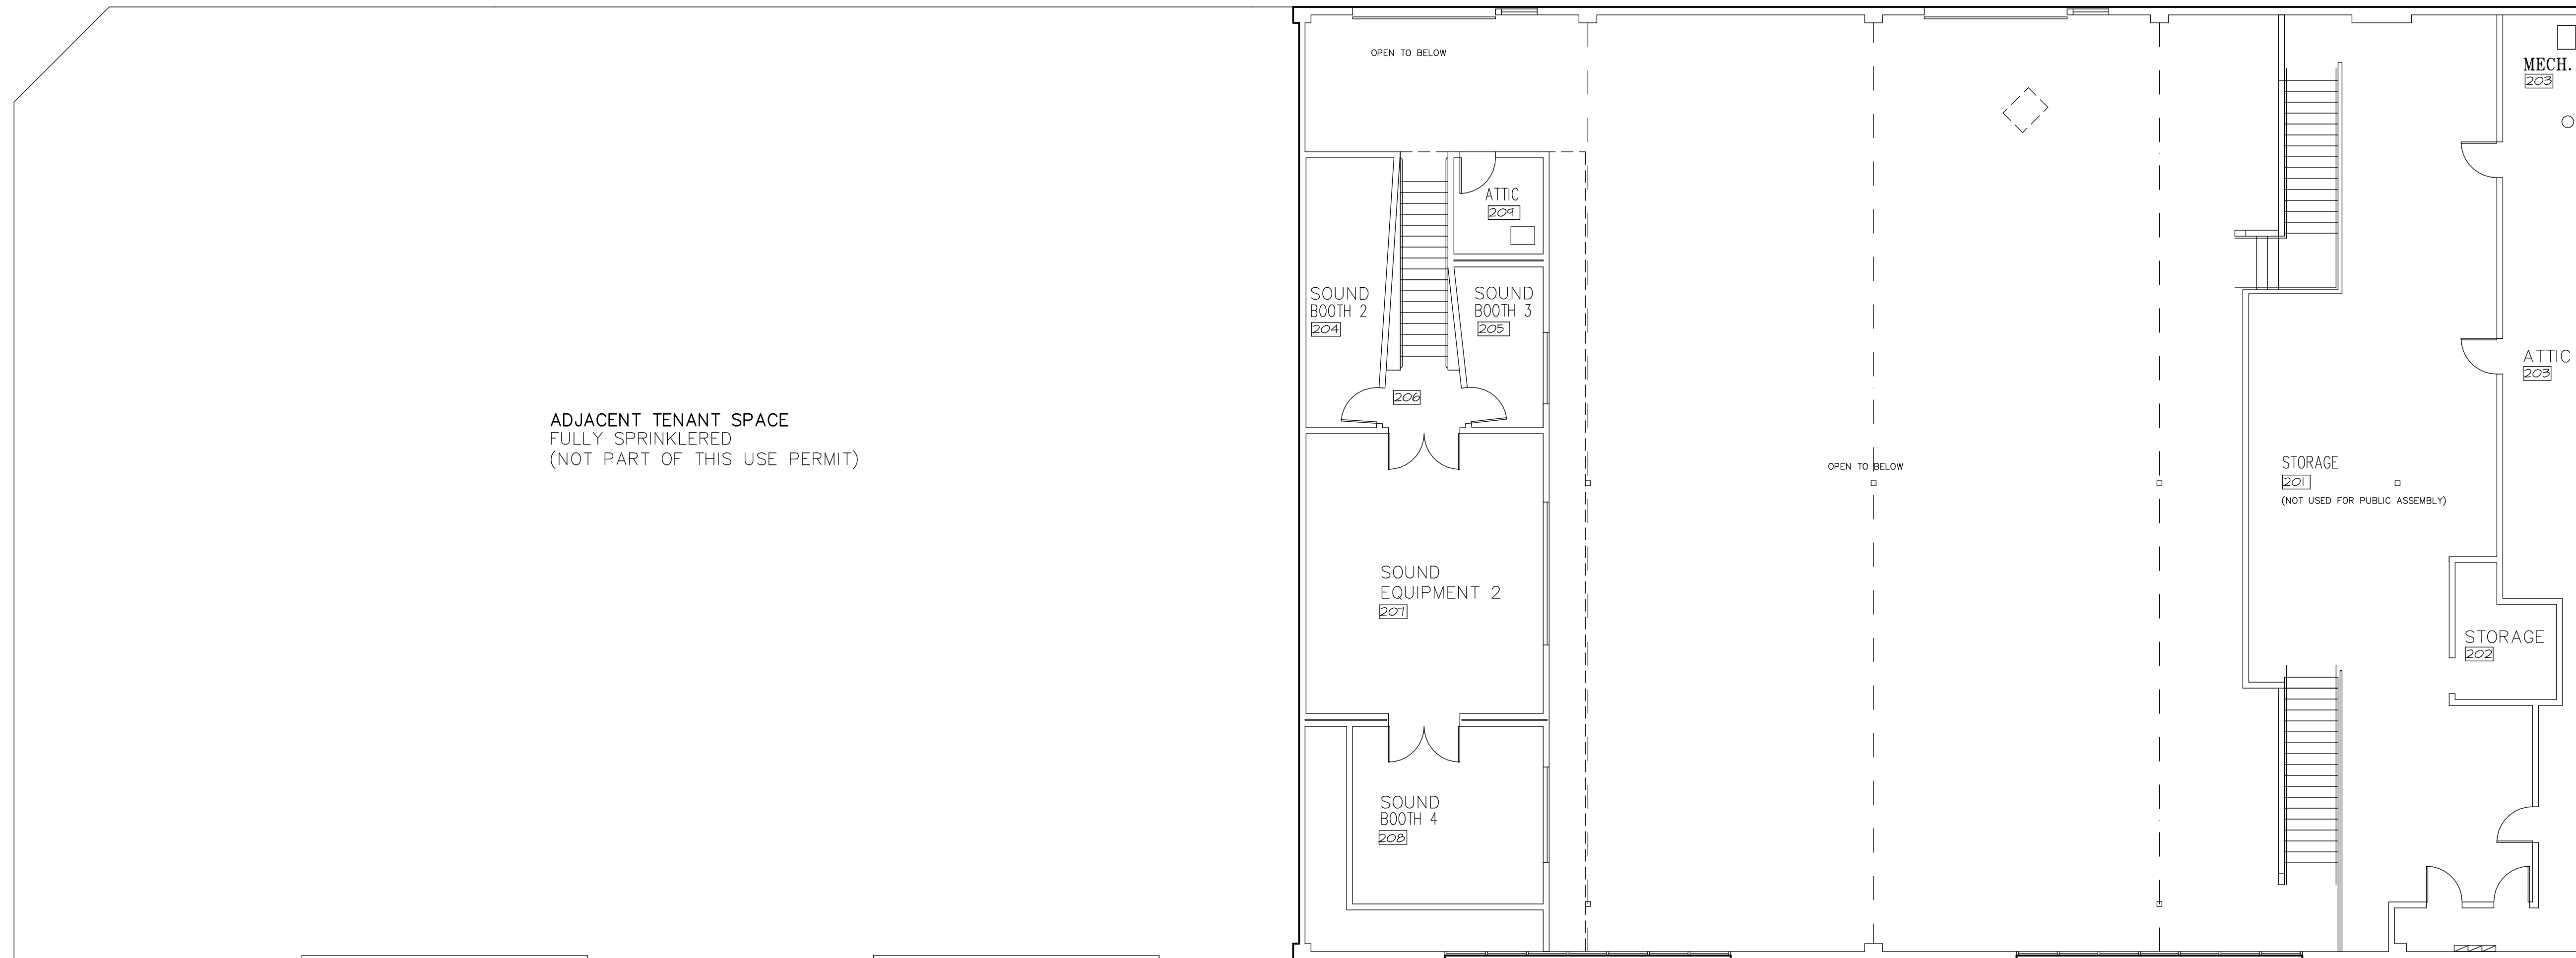 ADJACENT TENANT SPACE
FULLY SPRINKLERED
(NOT PART OF THIS USE PERMIT)
OPEN TO BELOW
ATTIC
209
SOUND
BOOTH 2
204
SOUND
BOOTH 3
205
206
SOUND
EQUIPMENT 2
207
SOUND
BOOTH 4
208
OPEN TO BELOW
STORAGE
201
(NOT USED FOR PUBLIC ASSEMBLY)
STORAGE
202
MECH.
203
ATTIC
203